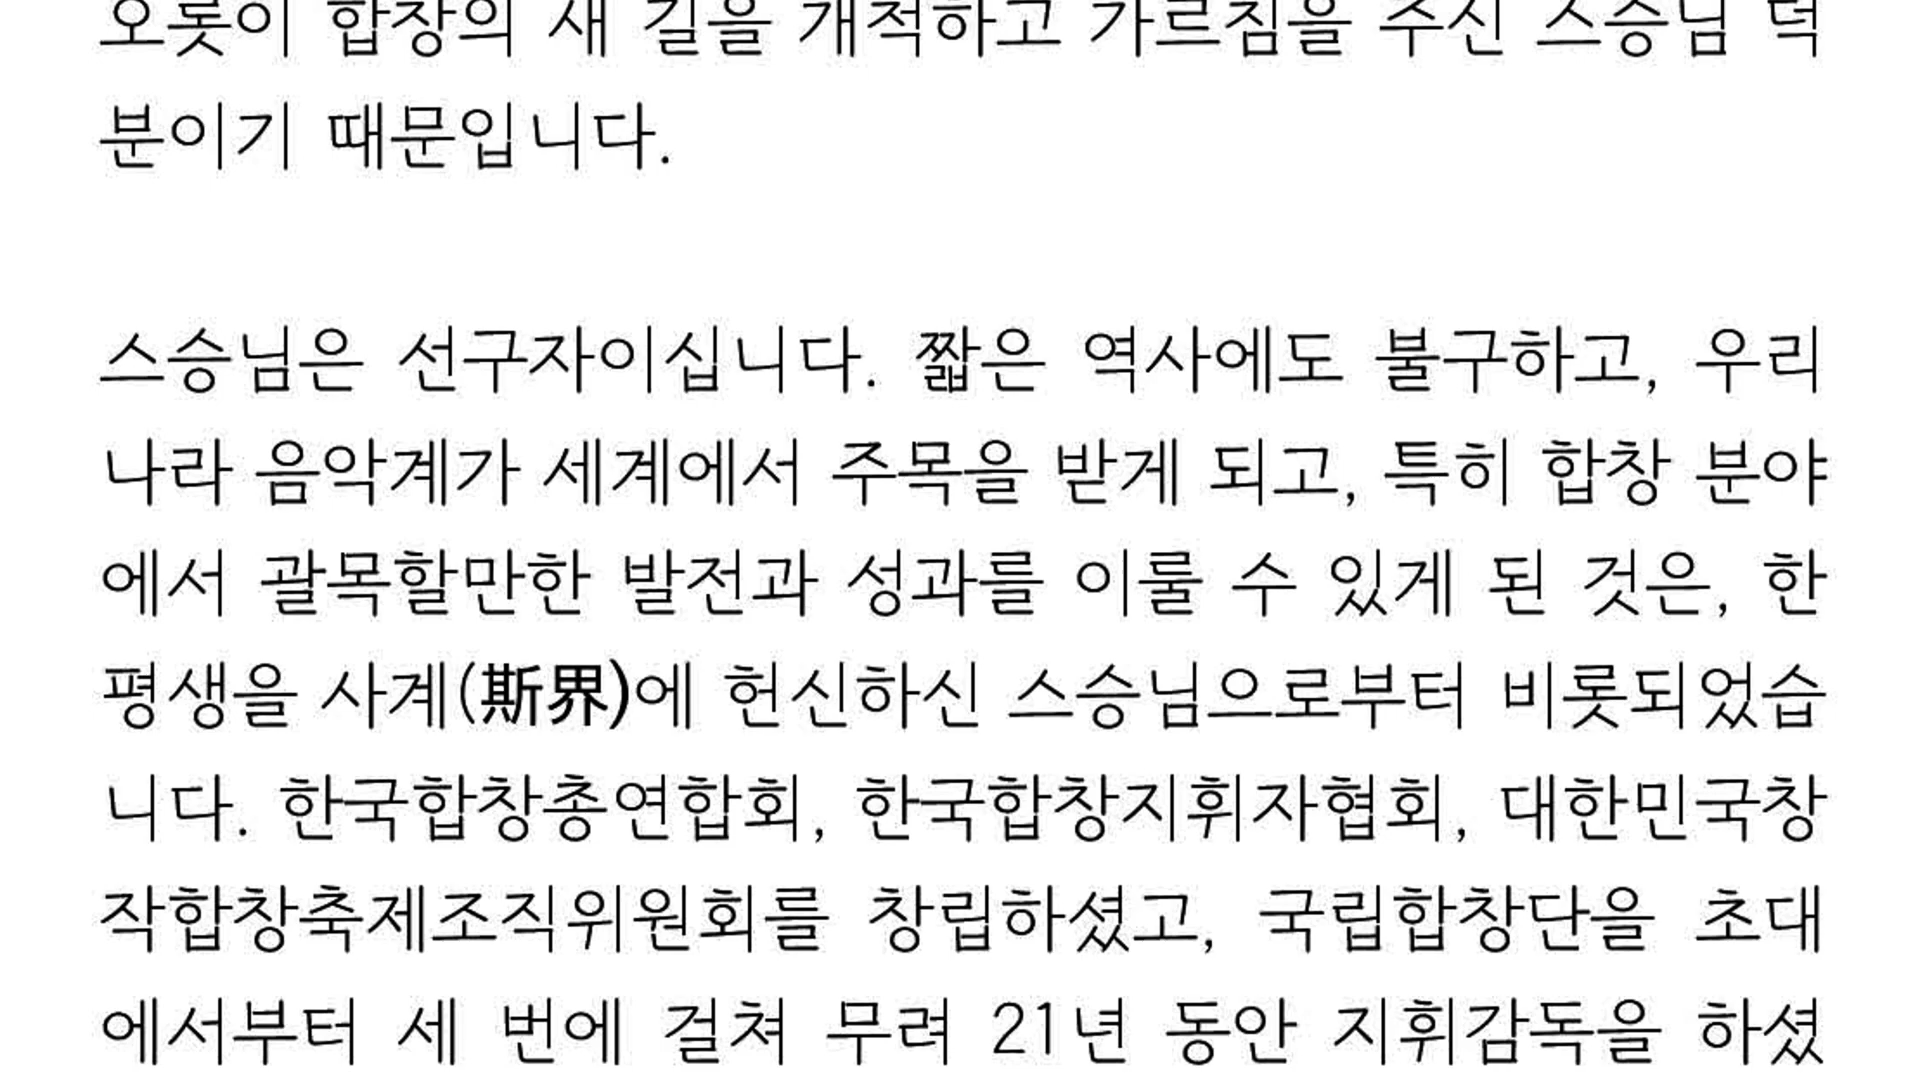 오롯이 합창의 새 길을 개척하고 가르침을 주신 스승님 덕
분이기 때문입니다.
스승님은 선구자이십니다. 짧은 역사에도 불구하고, 우리
나라 음악계가 세계에서 주목을 받게 되고, 특히 합창 분야
에서 괄목할만한 발전과 성과를 이룰 수 있게 된 것은, 한
평생을 사계(斯界)에 헌신하신 스승님으로부터 비롯되었습
니다. 한국합창총연합회, 한국합창지휘자협회, 대한민국창
작합창축제조직위원회를 창립하셨고, 국립합창단을 초대
에서부터 세 번에 걸쳐 무려 21년 동안 지휘감독을 하셨